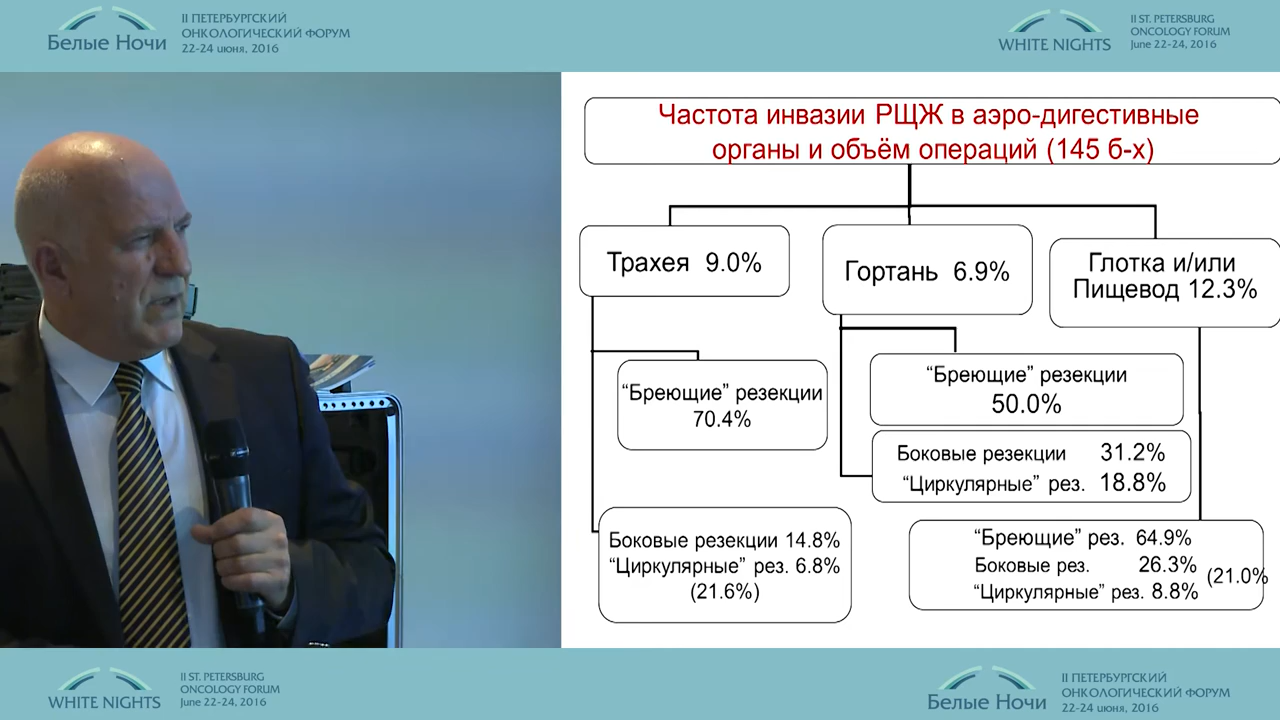 Белые Ночи
II ПЕТЕРБУРГСКИЙ
ОНКОЛОГИЧЕСКИЙ ФОРУМ
22-24 июня, 2016
WHITE NIGHTS
II ST. PETERSBURG
ONCOLOGY FORUM
June 22-24, 2016
Частота инвазии РЩЖ в аэро-дигестивные
органы и объём операций (145 б-х)
Трахея 9.0%
Гортань 6.9%
Глотка и/или
Пищевод 12.3%
“Бреющие” резекции
70.4%
“Бреющие” резекции
50.0%
Боковые резекции 31.2%
“Циркулярные” рез. 18.8%
Боковые резекции 14.8%
“Циркулярные” рез. 6.8%
(21.6%)
“Бреющие” рез. 64.9%
Боковые рез. 26.3%
“Циркулярные” рез. 8.8%
(21.0%
WHITE NIGHTS
II ST. PETERSBURG
ONCOLOGY FORUM
June 22-24, 2016
Белые Ночи
II ПЕТЕРБУРГСКИЙ
ОНКОЛОГИЧЕСКИЙ ФОРУМ
22-24 июня, 2016